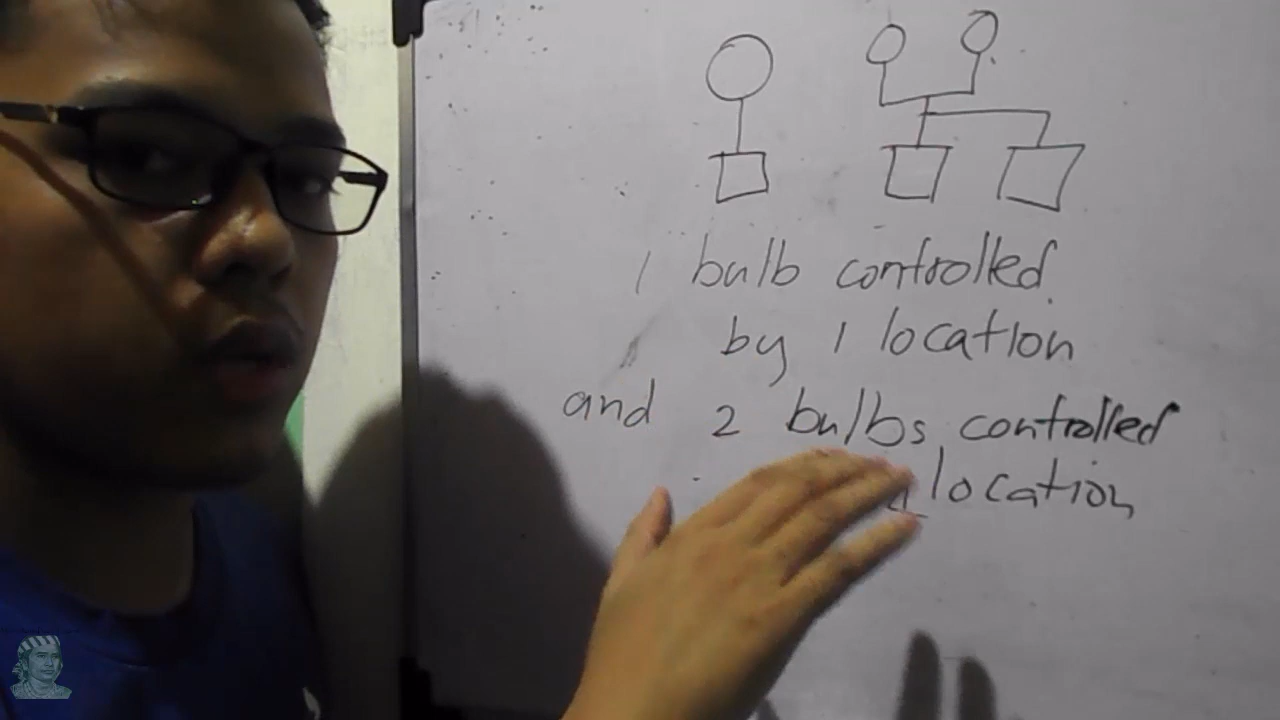 1 bulb controlled
by 1 location
and 2 bulbs controlled
location